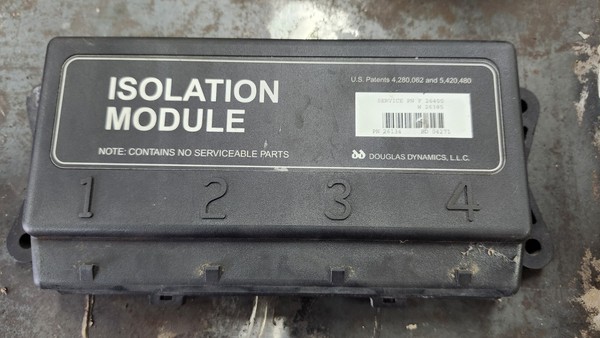 ISOLATION
MODULE
NOTE: CONTAINS NO SERVICEABLE PARTS
U.S. Patents 4,280,062 and 5,420,480
SERVICE
DOUGLAS DYNAMICS, L.L.C.
1 2 3 4